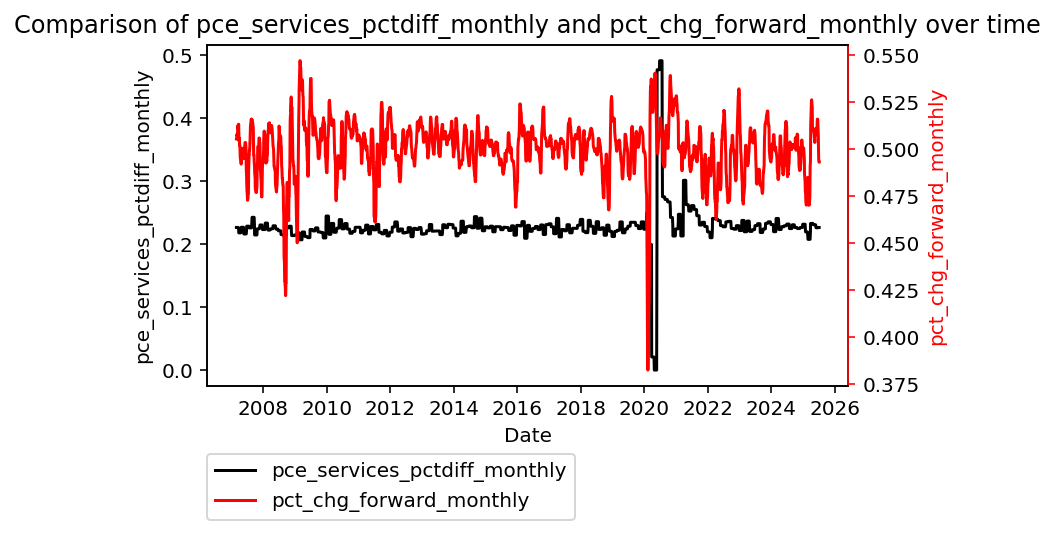 Comparison of pce_services_pctdiff_monthly and pct_chg_forward_monthly over time
pce_services_pctdiff_monthly
0.5
0.4
0.3
0.2
0.1
0.0
0.550
0.525
0.500
0.475
0.450
0.425
0.400
0.375
pct_chg_forward_monthly
2008 2010 2012 2014 2016 2018 2020 2022 2024 2026
Date
pce_services_pctdiff_monthly
pct_chg_forward_monthly